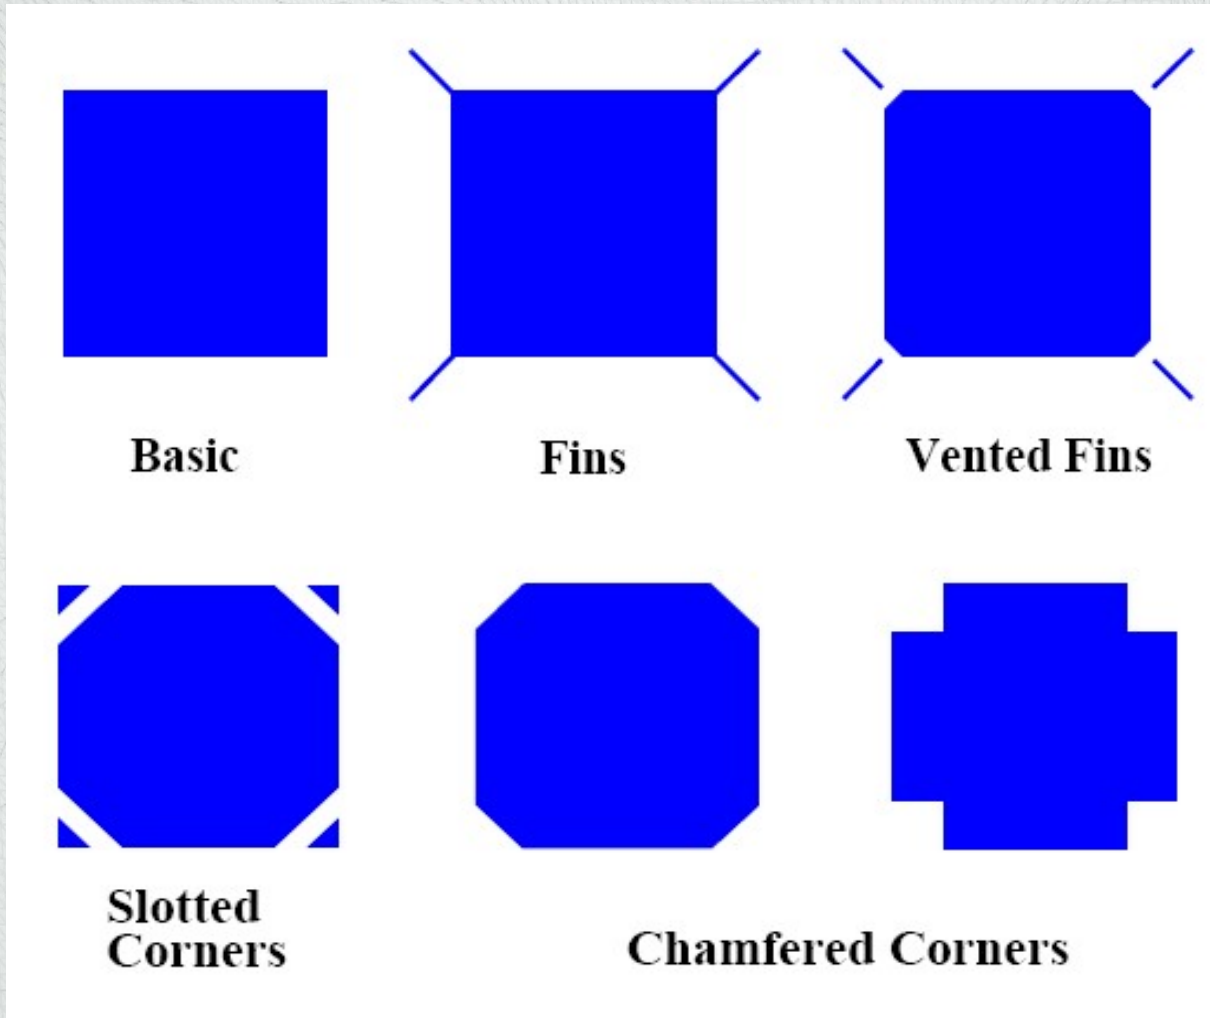 Basic
Fins
Vented Fins
Slotted
Corners
Chamfered Corners